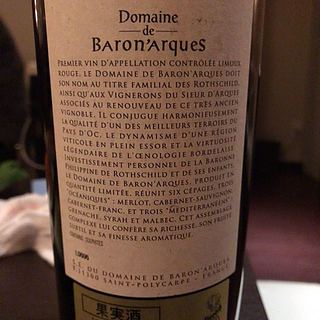 Domaine
de
BARON'ARQUES
PREMIER VIN D'APPELLATION CONTRÔLÉE LIMOUX
ROUGE, LE DOMAINE DE BARON'ARQUES DOIT
SON NOM AU TITRE FAMILIAL DES ROTHSCHILD,
AINSI QU'AUX VIGNERONS DU SIEUR D'ARQUES
ASSOCIÉS AU RENOUVEAU DE CE TRÈS ANCIEN
VIGNOBLE. IL CONJUGUE HARMONIEUSEMENT
LA QUALITÉ D'UN DES MEILLEURS TERROIRS DU
PAYS D'OC, LE DYNAMISME D'UNE RÉGION
VITICOLE EN PLEIN ESSOR ET LA VIRTUOSITÉ
LÉGENDAIRE DE L'ŒNOLOGIE BORDELAISE.
INVESTISSEMENT PERSONNEL DE LA BARONNE
PHILIPPINE DE ROTHSCHILD ET DE SES ENFANTS,
LE DOMAINE DE BARON'ARQUES, PRODUIT EN
QUANTITÉ LIMITÉE, RÉUNIT SIX CÉPAGES, TROIS
"OCÉANIQUES" : MERLOT, CABERNET-SAUVIGNON,
CABERNET-FRANC, ET TROIS "MÉDITERRANÉENS" :
GRENACHE, SYRAH ET MALBEC. CET ASSEMBLAGE
COMPLEXE LUI CONFÈRE SA RICHESSE, SON FRUITÉ
SUBTIL ET SA FINESSE AROMATIQUE.
CONTAINS SULPHITES
S.E. DU DOMAINE DE BARON'ARQUES
11300 SAINT-POLYCARPE - FRANCE
果実酒